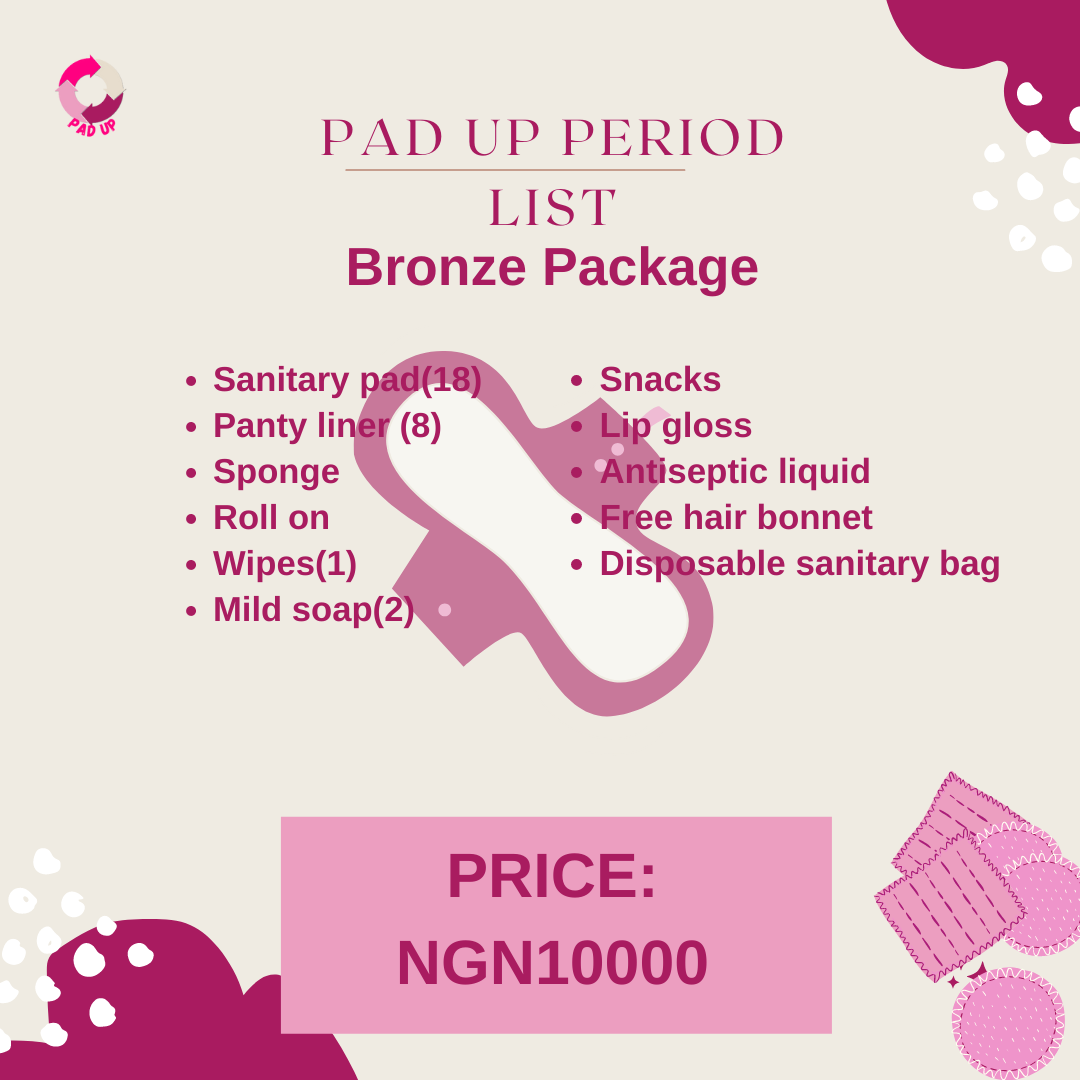 PAD UP
PAD UP PERIOD
LIST
Bronze Package
• Sanitary pad(18)
• Panty liner (8)
• Sponge
• Roll on
• Wipes(1)
• Mild soap(2)
• Snacks
• Lip gloss
• Antiseptic liquid
• Free hair bonnet
• Disposable sanitary bag
PRICE:
NGN10000